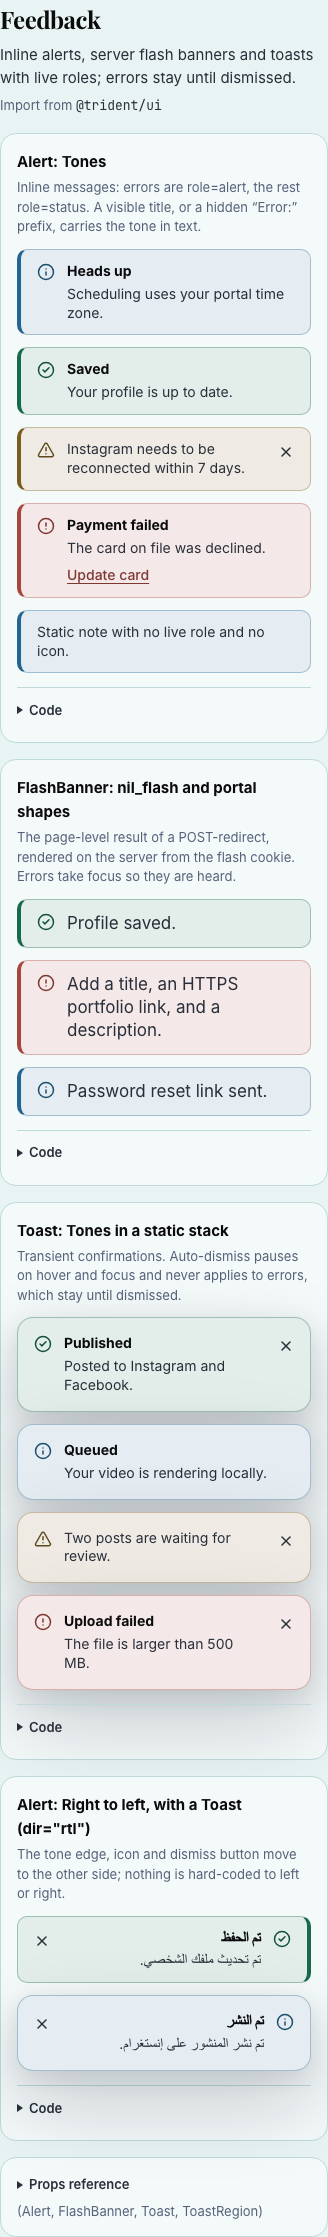 Feedback
Inline alerts, server flash banners and toasts
with live roles; errors stay until dismissed.
Import from @trident/ui
Alert: Tones
Inline messages: errors are role=alert, the rest
role=status. A visible title, or a hidden “Error:”
prefix, carries the tone in text.
Heads up
Scheduling uses your portal time
zone.
Saved
Your profile is up to date.
Instagram needs to be
reconnected within 7 days.
Payment failed
The card on file was declined.
Update card
Static note with no live role and no
icon.
Code
FlashBanner: nil_flash and portal
shapes
The page-level result of a POST-redirect,
rendered on the server from the flash cookie.
Errors take focus so they are heard.
Profile saved.
Add a title, an HTTPS
portfolio link, and a
description.
Password reset link sent.
Code
Toast: Tones in a static stack
Transient confirmations. Auto-dismiss pauses
on hover and focus and never applies to errors,
which stay until dismissed.
Published
Posted to Instagram and
Facebook.
Queued
Your video is rendering locally.
Two posts are waiting for
review.
Upload failed
The file is larger than 500
MB.
Code
Alert: Right to left, with a Toast
(dir="rtl")
The tone edge, icon and dismiss button move
to the other side; nothing is hard-coded to left
or right.
تم الحفظ
تم تحديث ملفك الشخصي.
تم النشر
تم نشر المنشور على إنستغرام.
Code
Props reference
(Alert, FlashBanner, Toast, ToastRegion)